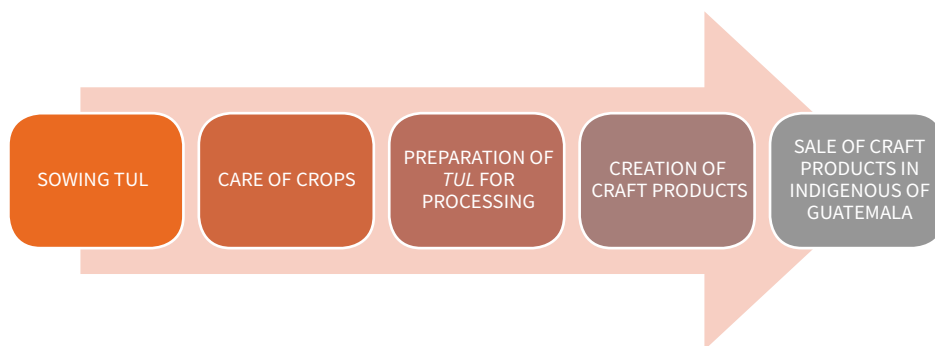 SOWING TUL
CARE OF CROPS
PREPARATION OF
TUL FOR
PROCESSING
CREATION OF
CRAFT PRODUCTS
SALE OF CRAFT
PRODUCTS IN
INDIGENOUS OF
GUATEMALA